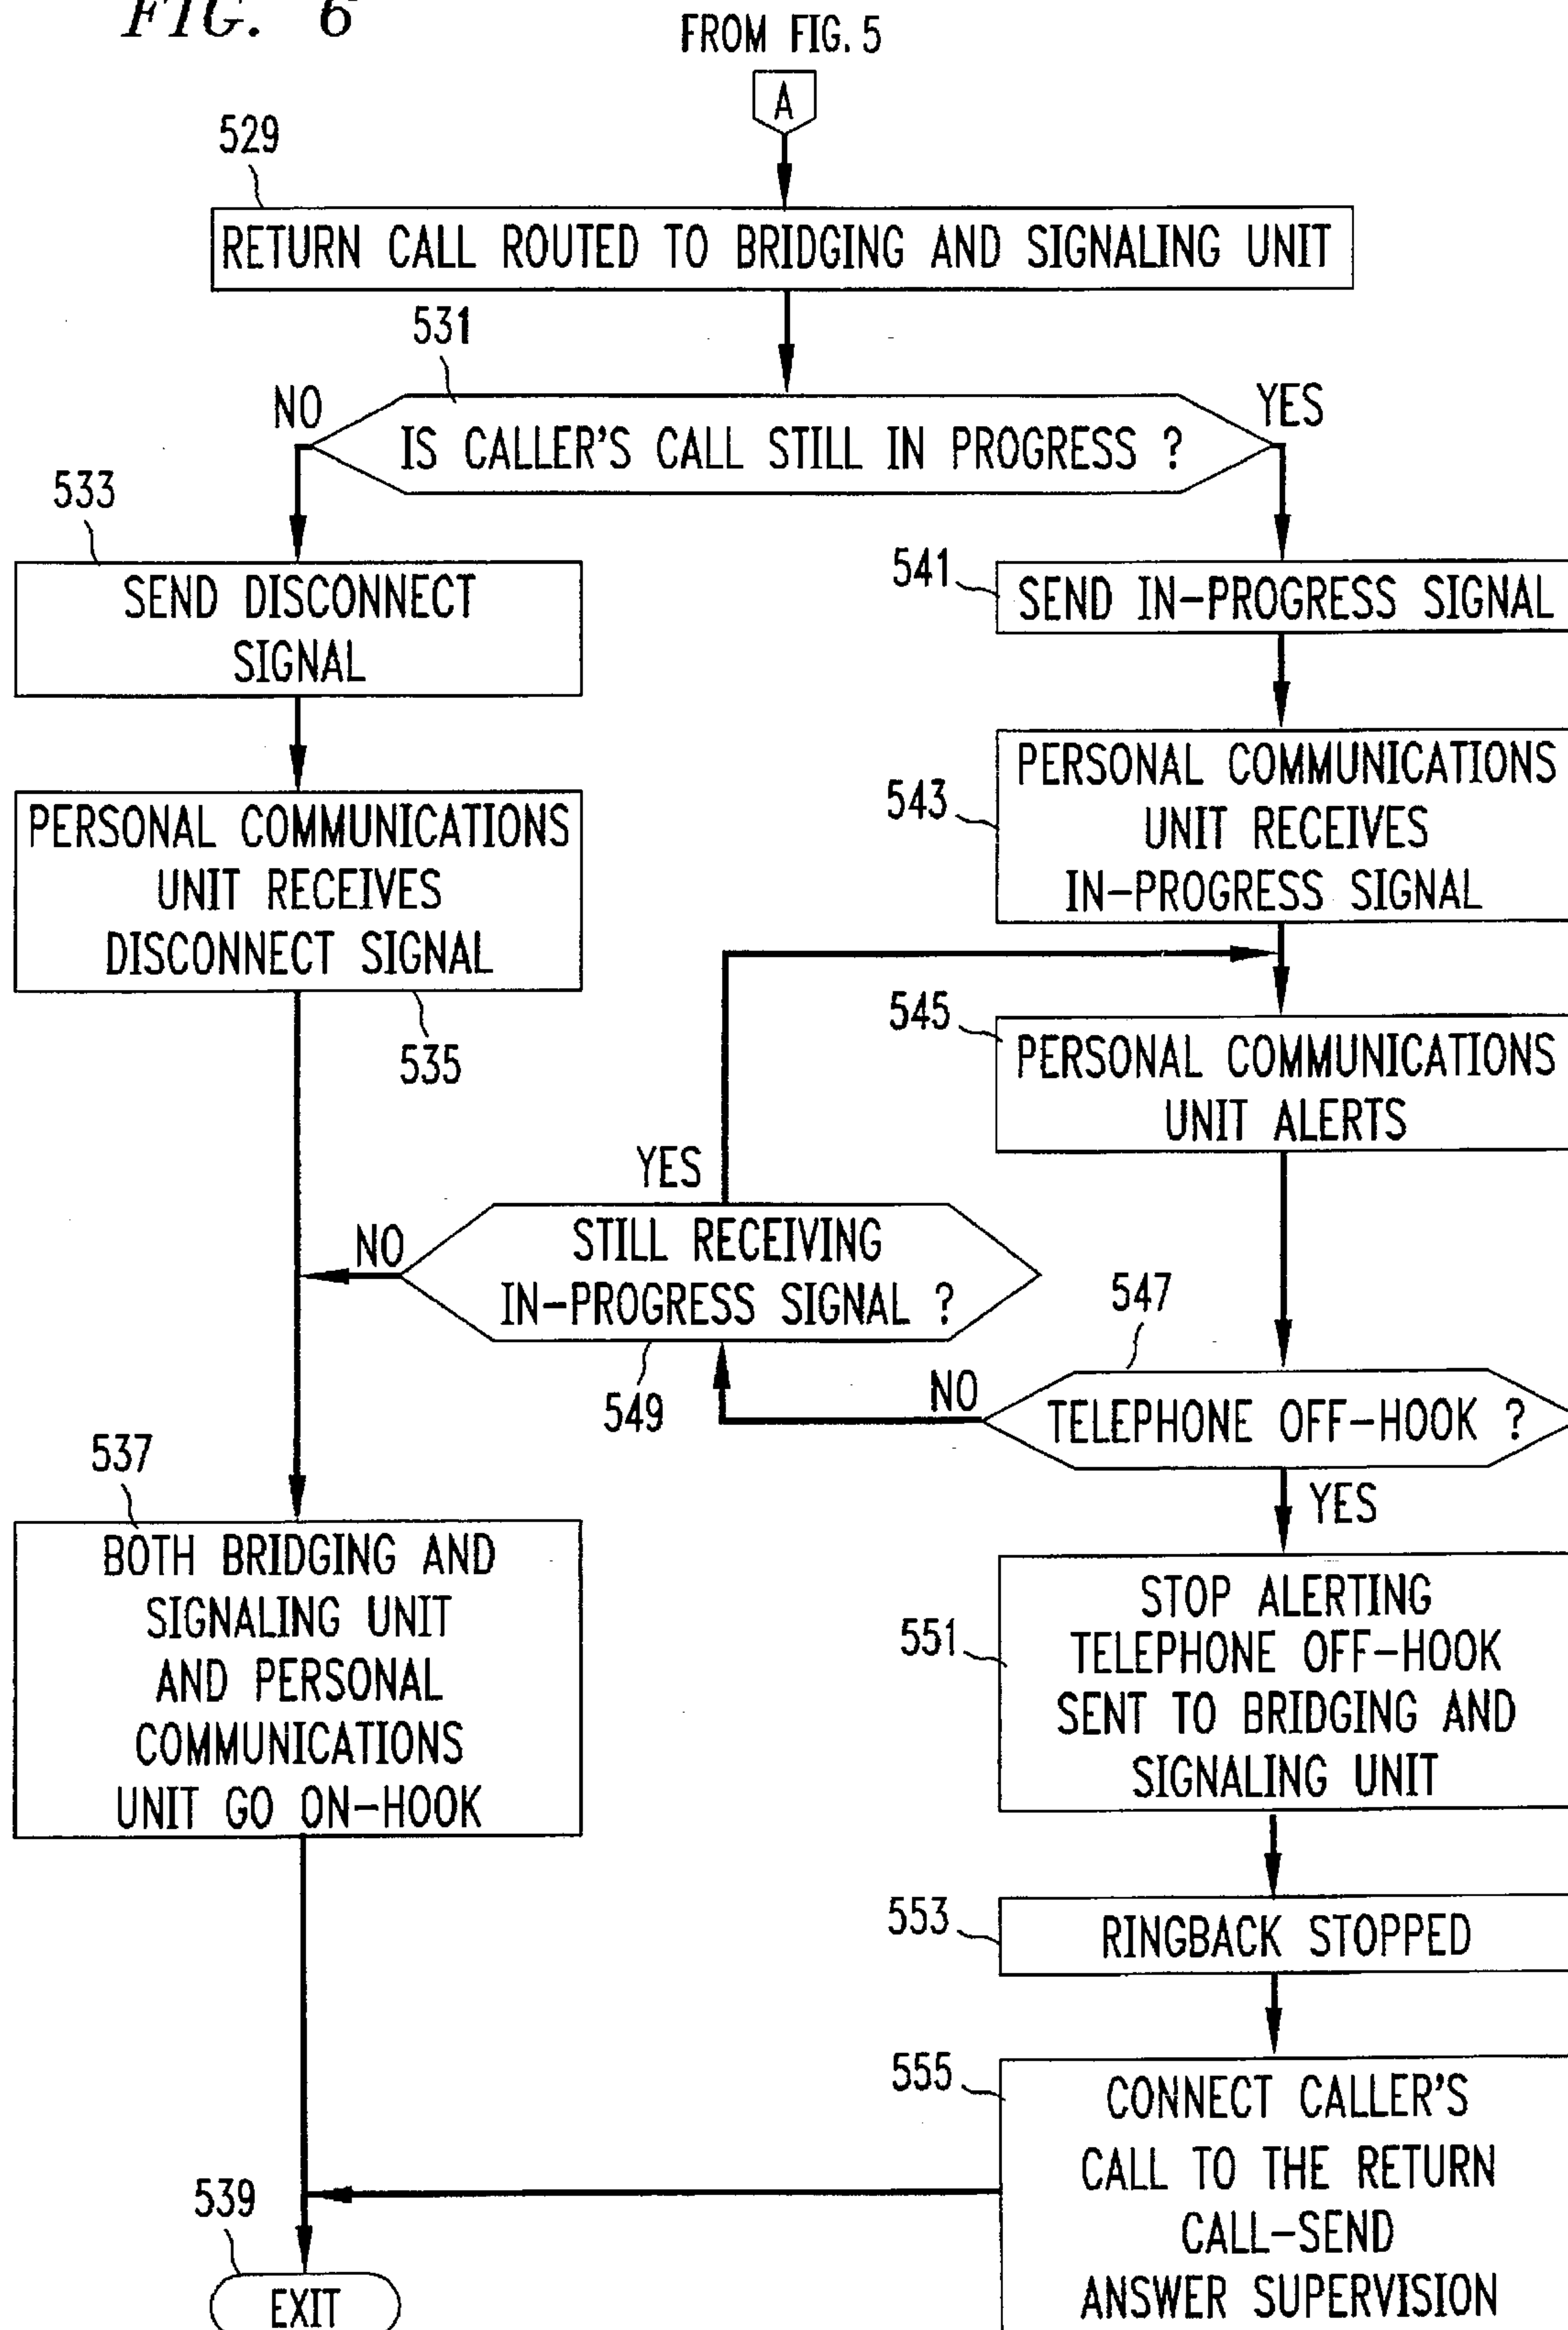 FIG. 6
FROM FIG. 5
A
529
RETURN CALL ROUTED TO BRIDGING AND SIGNALING UNIT
531
NO
YES
IS CALLER'S CALL STILL IN PROGRESS ?
533
SEND DISCONNECT
SIGNAL
541
SEND IN-PROGRESS SIGNAL
PERSONAL COMMUNICATIONS
UNIT RECEIVES
DISCONNECT SIGNAL
535
543
PERSONAL COMMUNICATIONS
UNIT RECEIVES
IN-PROGRESS SIGNAL
545
PERSONAL COMMUNICATIONS
UNIT ALERTS
YES
NO
STILL RECEIVING
IN-PROGRESS SIGNAL ?
549
547
NO
TELEPHONE OFF-HOOK ?
YES
537
BOTH BRIDGING AND
SIGNALING UNIT
AND PERSONAL
COMMUNICATIONS
UNIT GO ON-HOOK
551
STOP ALERTING
TELEPHONE OFF-HOOK
SENT TO BRIDGING AND
SIGNALING UNIT
553
RINGBACK STOPPED
555
CONNECT CALLER'S
CALL TO THE RETURN
CALL-SEND
ANSWER SUPERVISION
539
EXIT